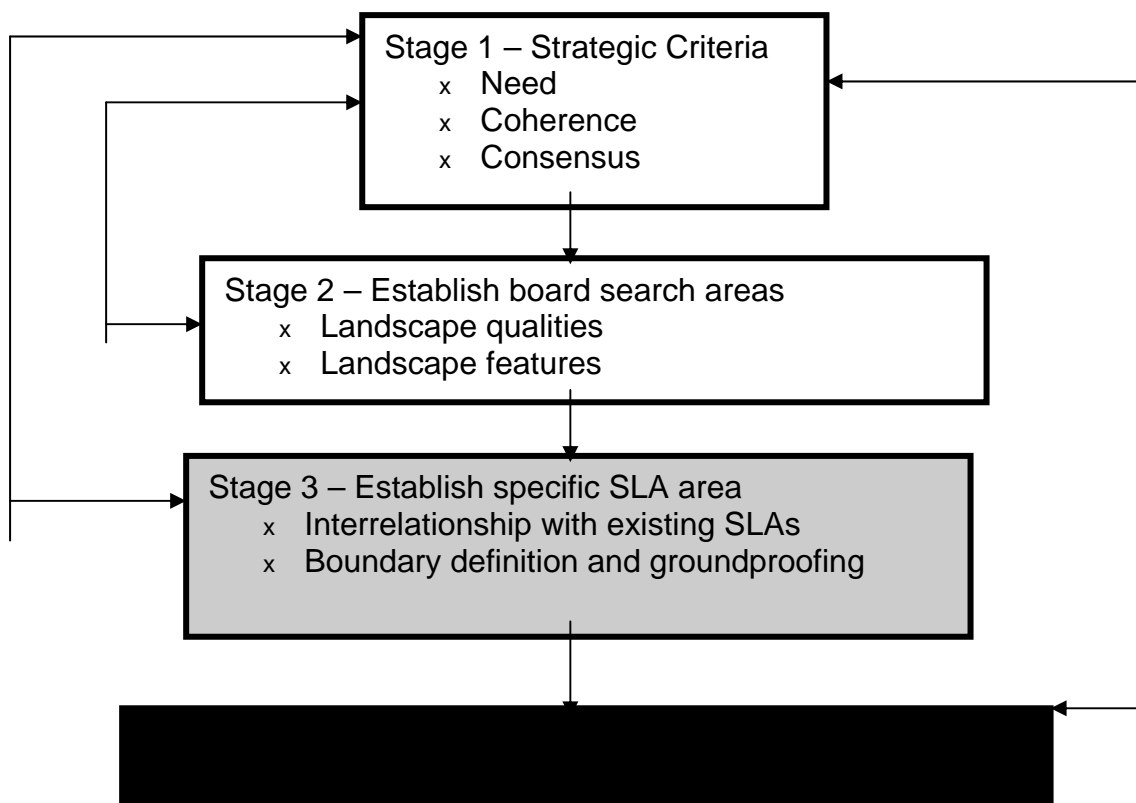 Stage 1 – Strategic Criteria
x Need
x Coherence
x Consensus
Stage 2 – Establish board search areas
x Landscape qualities
x Landscape features
Stage 3 – Establish specific SLA area
x Interrelationship with existing SLAs
x Boundary definition and groundproofing